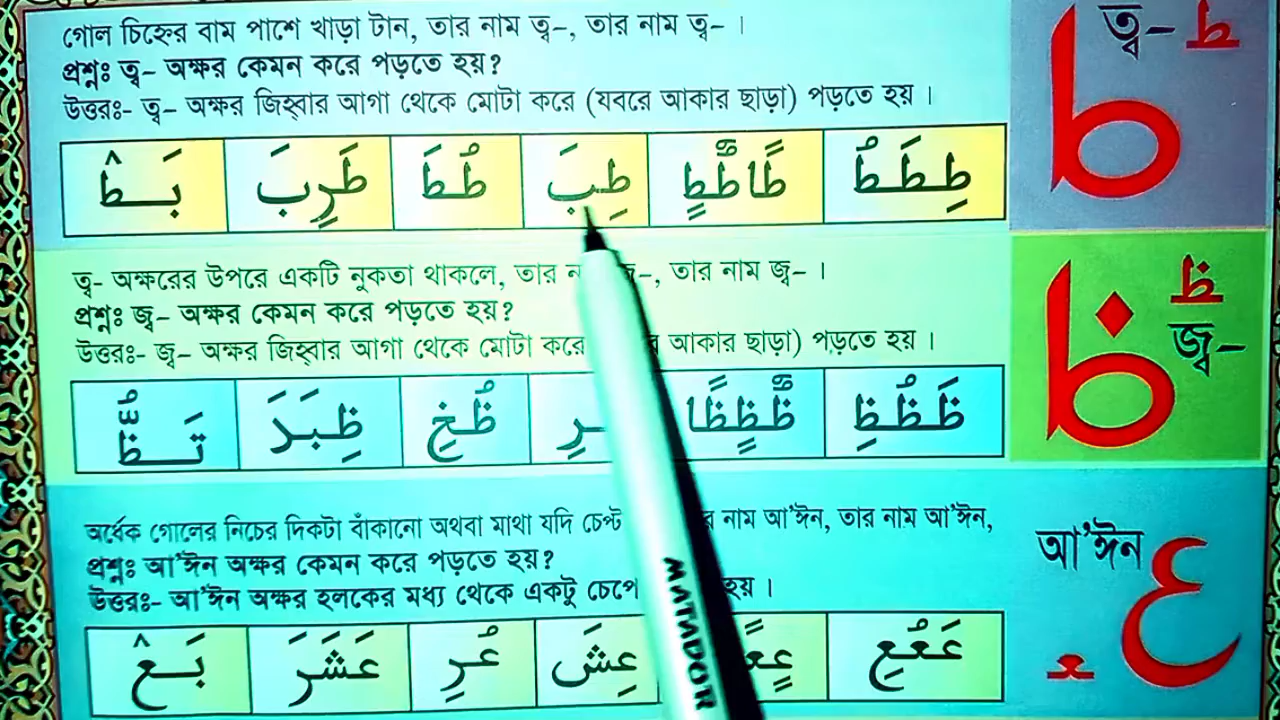 গোল চিহ্নের বাম পাশে খাড়া টান, তার নাম ত্ব–, তার নাম ত্ব– ।
ত্ব– ط
ط
প্রশ্নঃ ত্ব– অক্ষর কেমন করে পড়তে হয়?
উত্তরঃ- ত্ব– অক্ষর জিহ্বার আগা থেকে মোটা করে (যবরে আকার ছাড়া) পড়তে হয় ।
طِطَطُ طًاطٌطٍ طِبَ طُطَ طَرِبَ بَطْ
ত্ব– অক্ষরের উপরে একটি নুকতা থাকলে, তার –, তার নাম জ্ব– ।
ظ
ظ
জ্ব–
প্রশ্নঃ জ্ব– অক্ষর কেমন করে পড়তে হয়?
উত্তরঃ- জ্ব– অক্ষর জিহ্বার আগা থেকে মোটা করে আকার ছাড়া) পড়তে হয় ।
ظَظُظِ ظٌظٍظًا رِ ظُخِ ظِبَرَ تَظُّ
অর্ধেক গোলের নিচের দিকটা বাঁকানো অথবা মাথা যদি নাম আ'ঈন, তার নাম আ'ঈন,
আ'ঈন ع
ـعـ
প্রশ্নঃ আ'ঈন অক্ষর কেমন করে পড়তে হয়?
উত্তরঃ- আ'ঈন অক্ষর হলকের মধ্য থেকে একটু চেপে হয় ।
عَعُعِ عِشَ عُرِ عَشَرَ بَعْ
MATADOR